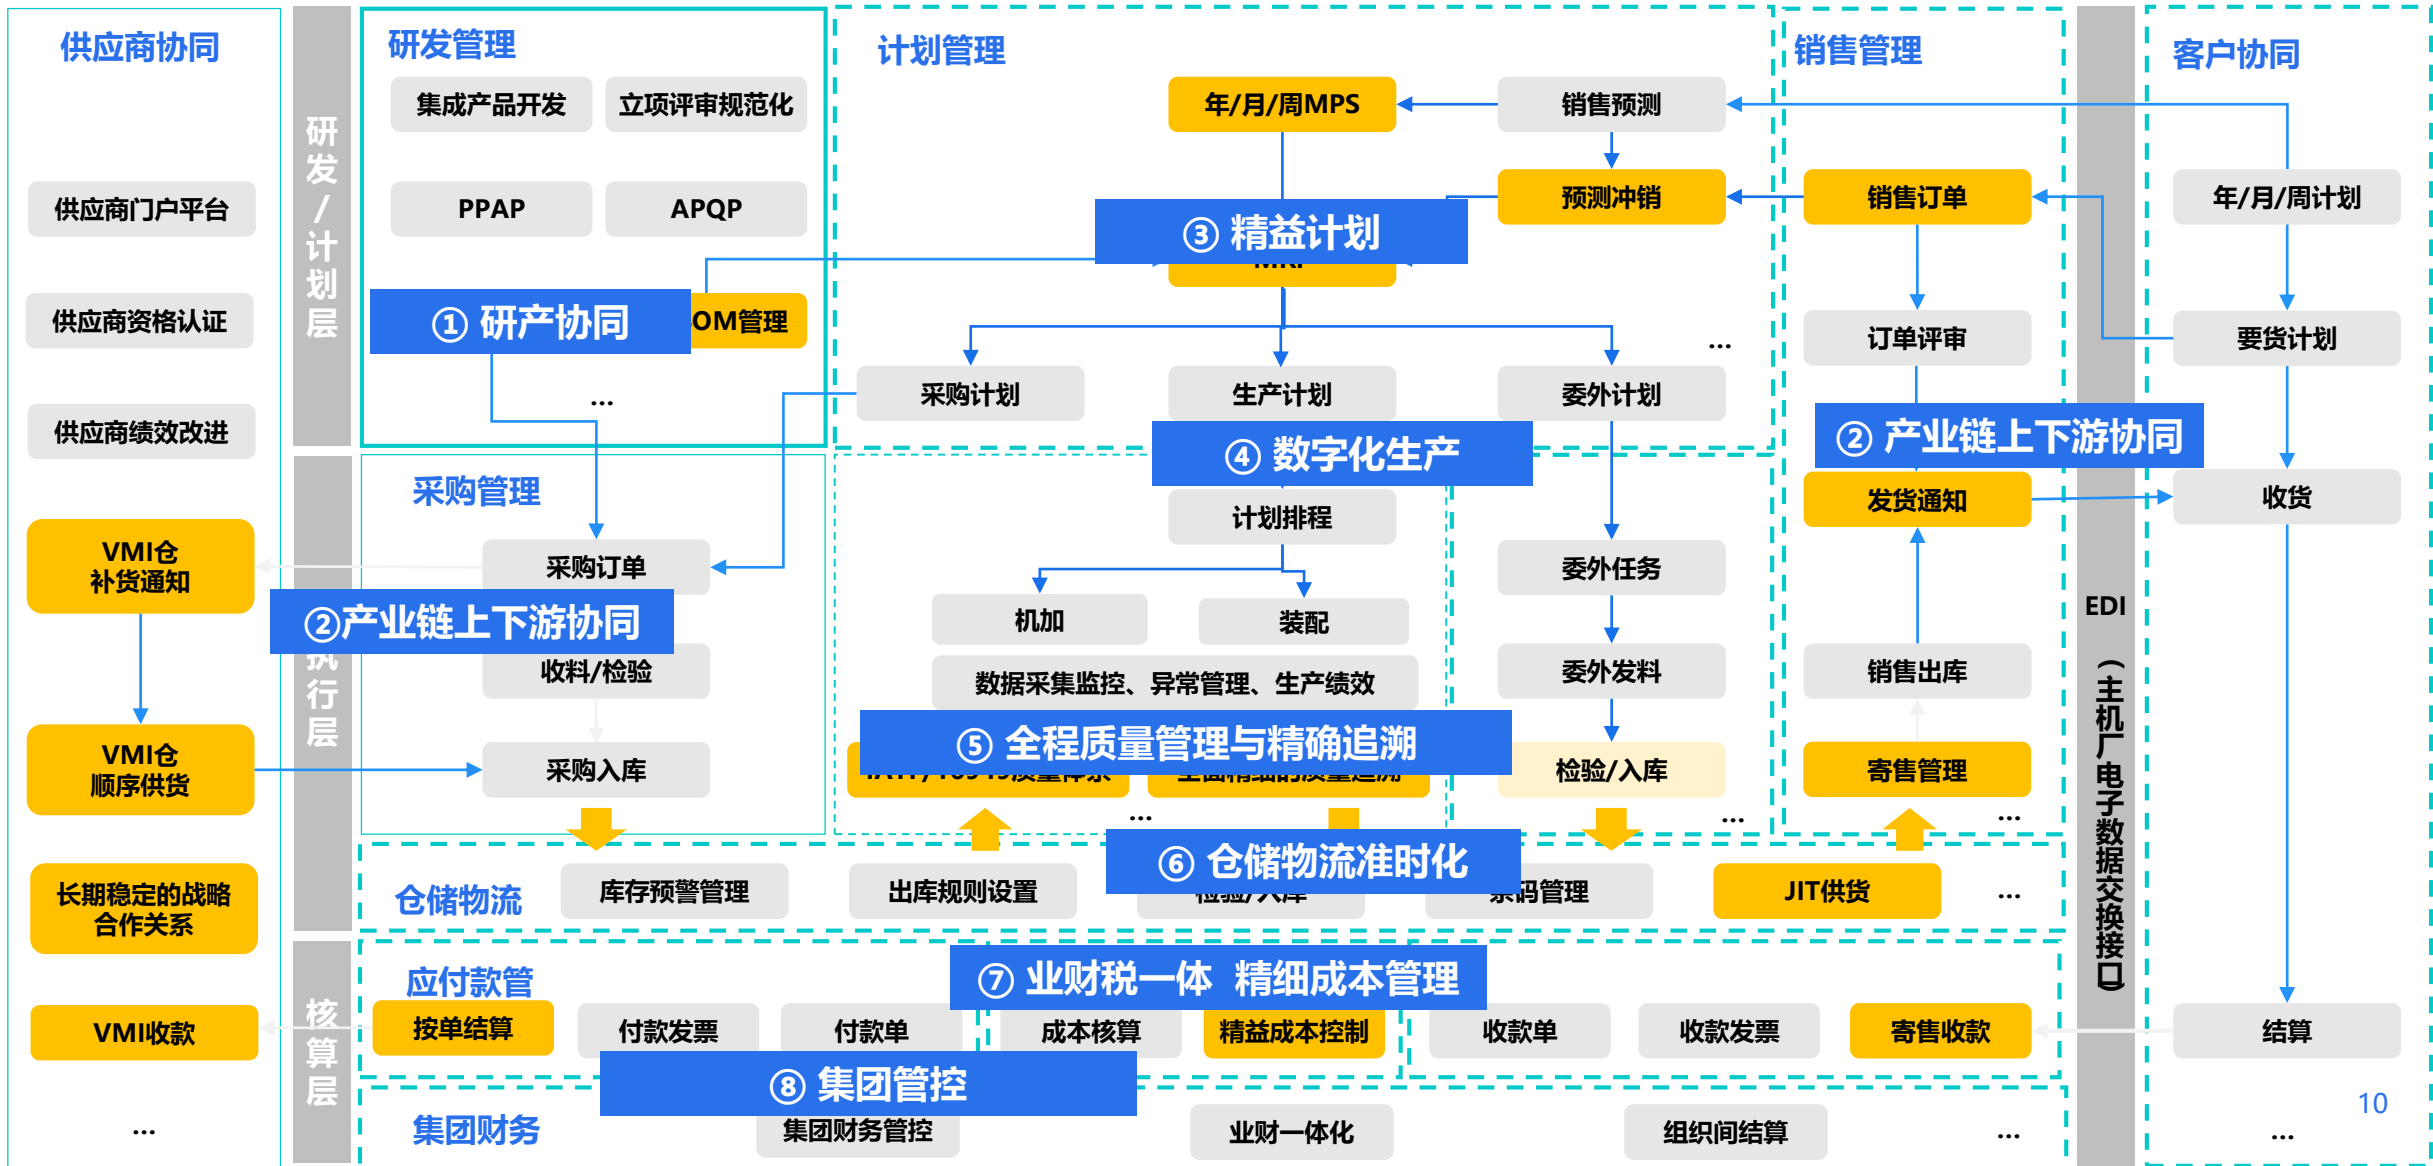 供应商协同
供应商门户平台
供应商资格认证
供应商绩效改进
VMI仓
补货通知
VMI仓
顺序供货
长期稳定的战略
合作关系
VMI收款
...
研发/计划层
执行层
核算层
研发管理
集成产品开发
立项评审规范化
PPAP
APQP
① 研产协同
OM管理
...
计划管理
年/月/周MPS
销售预测
预测冲销
③ 精益计划
...
采购计划
生产计划
委外计划
销售管理
销售订单
订单评审
② 产业链上下游协同
发货通知
销售出库
寄售管理
...
EDI
(主机厂电子数据交换接口)
客户协同
年/月/周计划
要货计划
收货
结算
...
采购管理
采购订单
②产业链上下游协同
收料/检验
采购入库
④ 数字化生产
计划排程
机加
装配
数据采集监控、异常管理、生产绩效
⑤ 全程质量管理与精确追溯
...
委外任务
委外发料
检验/入库
...
仓储物流
⑥ 仓储物流准时化
库存预警管理
出库规则设置
检验/入库
条码管理
JIT供货
...
应付款管
⑦ 业财税一体 精细成本管理
按单结算
付款发票
付款单
成本核算
精益成本控制
收款单
收款发票
寄售收款
⑧ 集团管控
集团财务
集团财务管控
业财一体化
组织间结算
...
10